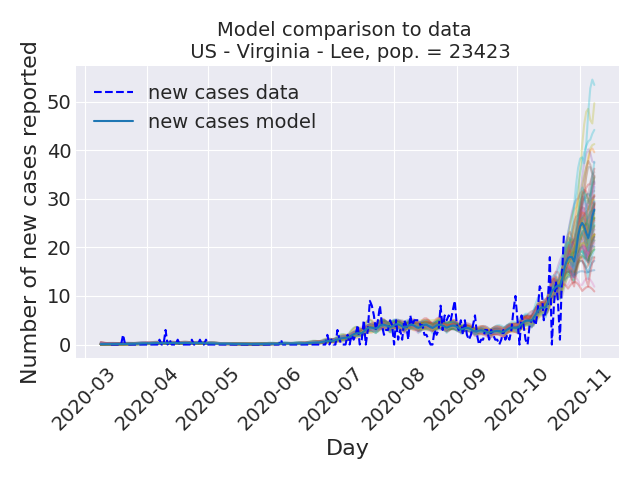 Model comparison to data
US - Virginia - Lee, pop. = 23423
Number of new cases reported
50
40
30
20
10
0
new cases data
new cases model
2020-03
2020-04
2020-05
2020-06
2020-07
2020-08
2020-09
2020-10
2020-11
Day